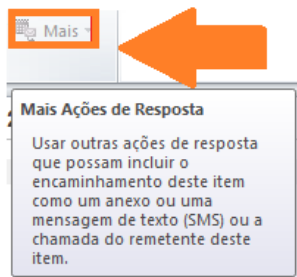 Mais
Mais Ações de Resposta
Usar outras ações de resposta
que possam incluir o
encaminhamento deste item
como um anexo ou uma
mensagem de texto (SMS) ou a
chamada do remetente deste
item.